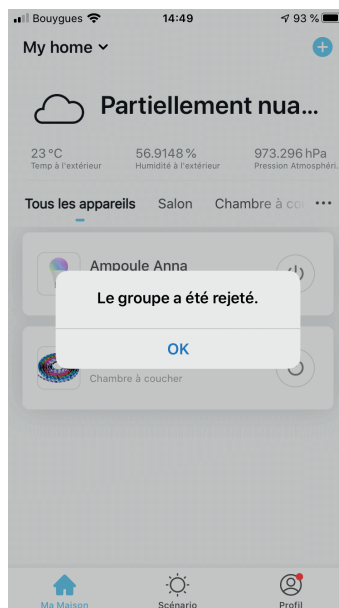 Bouygues 14:49 93 %
My home
Partiellement nua...
23 °C 56.9148 % 973.296 hPa
Temp à l'extérieur Humidité à l'extérieur Pression Atmosphéri.
Tous les appareils Salon Chambre à co
Ampoule Anna
Le groupe a été rejeté.
OK
Chambre à coucher
Ma Maison Scénario Profil